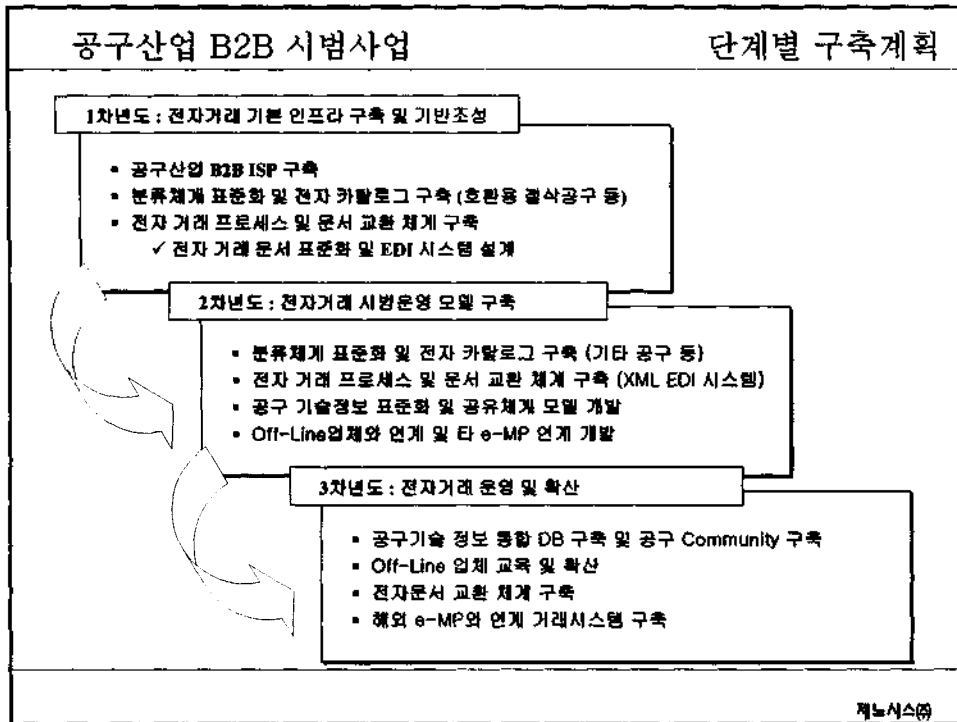 공구산업 B2B 시범사업 단계별 구축계획
1차년도 : 전자거래 기본 인프라 구축 및 기반조성
▪ 공구산업 B2B ISP 구축
▪ 분류체계 표준화 및 전자 카탈로그 구축 (호환용 절삭공구 등)
▪ 전자 거래 프로세스 및 문서 교환 체계 구축
✓ 전자 거래 문서 표준화 및 EDI 시스템 설계
2차년도 : 전자거래 시범운영 모델 구축
▪ 분류체계 표준화 및 전자 카탈로그 구축 (기타 공구 등)
▪ 전자 거래 프로세스 및 문서 교환 체계 구축 (XML EDI 시스템)
▪ 공구 기술정보 표준화 및 공유체계 모델 개발
▪ Off-Line업체와 연계 및 타 e-MP 연계 개발
3차년도 : 전자거래 운영 및 확산
▪ 공구기술 정보 통합 DB 구축 및 공구 Community 구축
▪ Off-Line 업체 교육 및 확산
▪ 전자문서 교환 체계 구축
▪ 해외 e-MP와 연계 거래시스템 구축
제노시스㈜